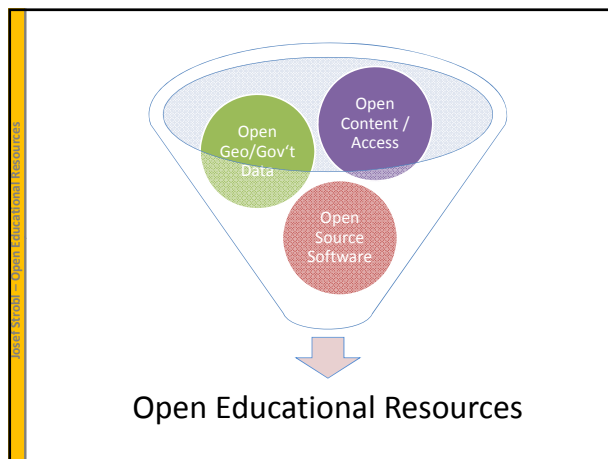 Josef Strobl – Open Educational Resources
Open
Geo/Gov‘t
Data
Open
Content /
Access
Open
Source
Software
Open Educational Resources